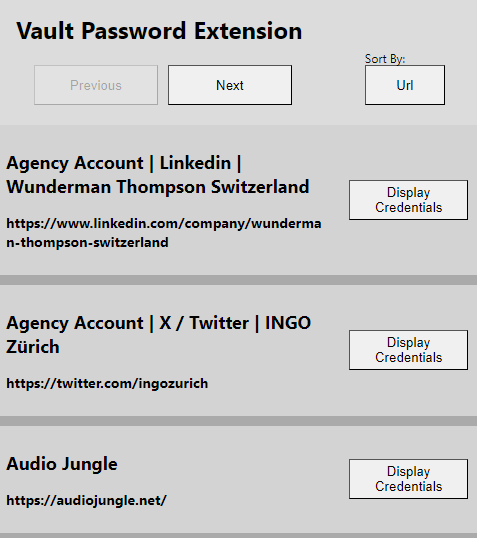 Vault Password Extension
Sort By:
Previous
Next
Url
Agency Account | Linkedin |
Wunderman Thompson Switzerland
https://www.linkedin.com/company/wunderma
n-thompson-switzerland
Display
Credentials
Agency Account | X / Twitter | INGO
Zürich
https://twitter.com/ingozurich
Display
Credentials
Audio Jungle
https://audiojungle.net/
Display
Credentials